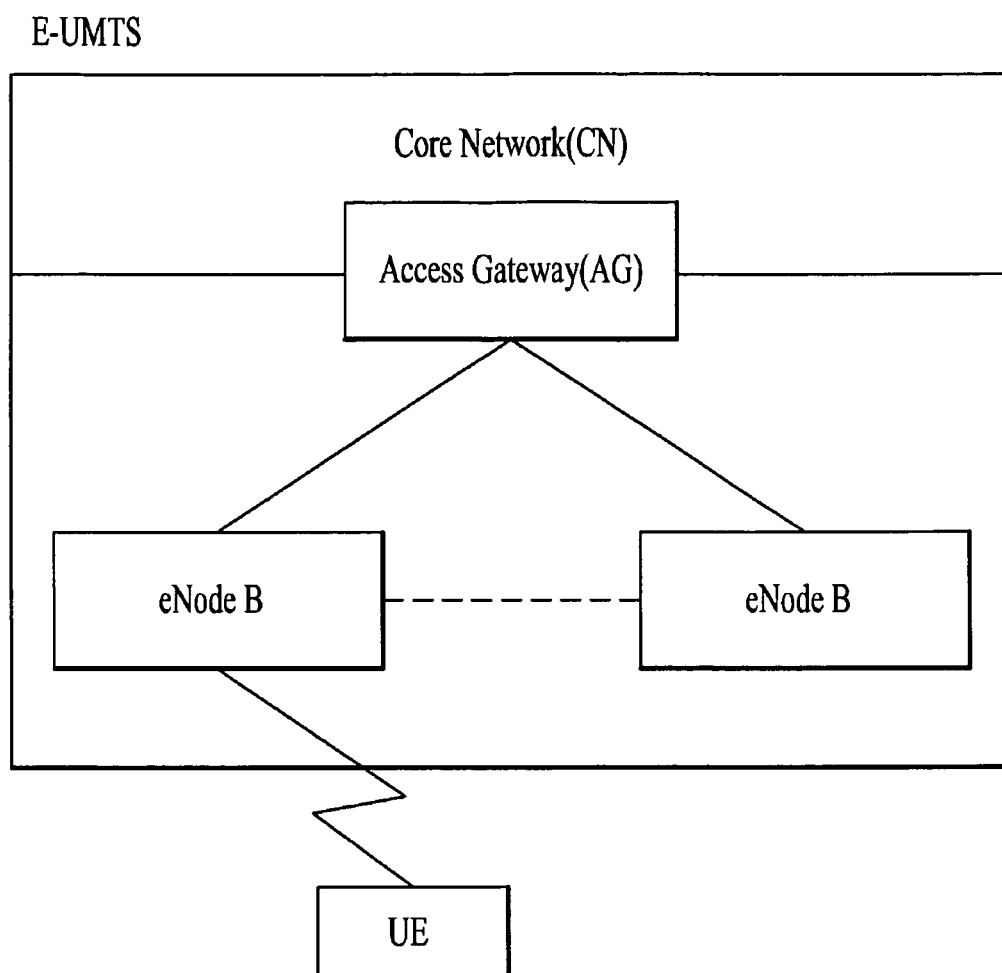 E-UMTS
Core Network(CN)
Access Gateway(AG)
eNode B
eNode B
UE